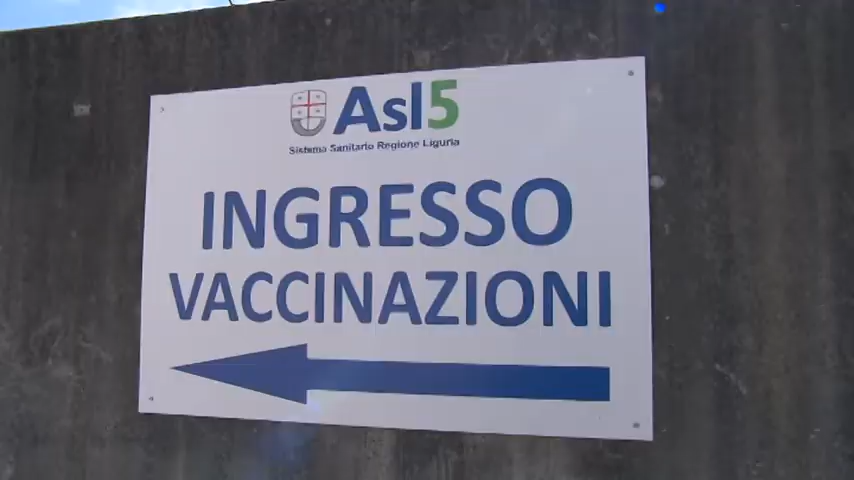 Asl5
Sistema Sanitario Regione Liguria
INGRESSO
VACCINAZIONI